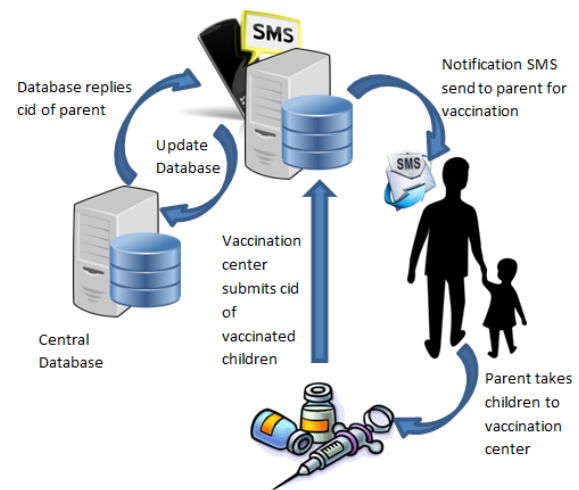 SMS
Notification SMS
send to parent for
vaccination
Database replies
cid of parent
Update
Database
SMS
Vaccination
center
submits cid
of
vaccinated
children
Central
Database
Parent takes
children to
vaccination
center